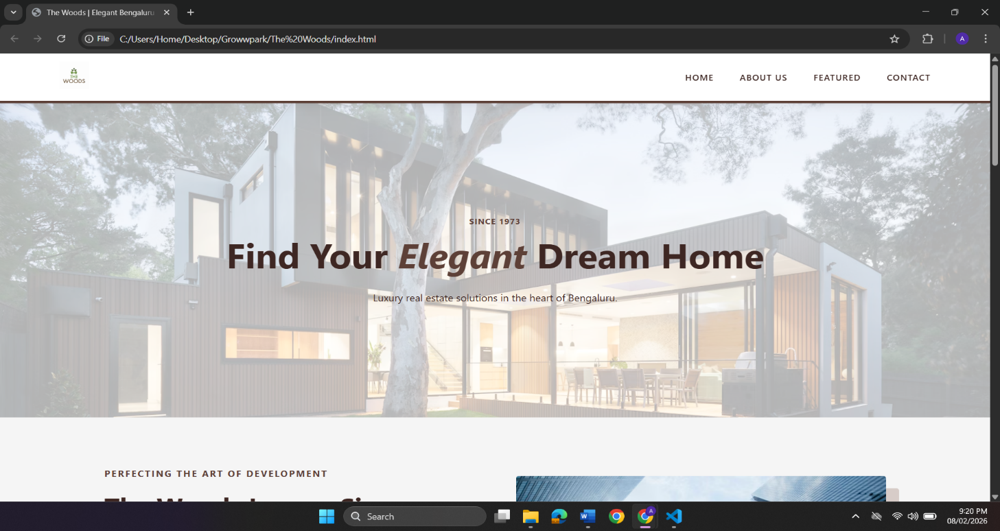 The Woods | Elegant Bengaluru
File
C:/Users/Home/Desktop/Growwpark/The%20Woods/index.html
A
THE
WOODS
HOME ABOUT US FEATURED CONTACT
SINCE 1973
Find Your Elegant Dream Home
Luxury real estate solutions in the heart of Bengaluru.
PERFECTING THE ART OF DEVELOPMENT
Search
W
A
9:20 PM
08/02/2026